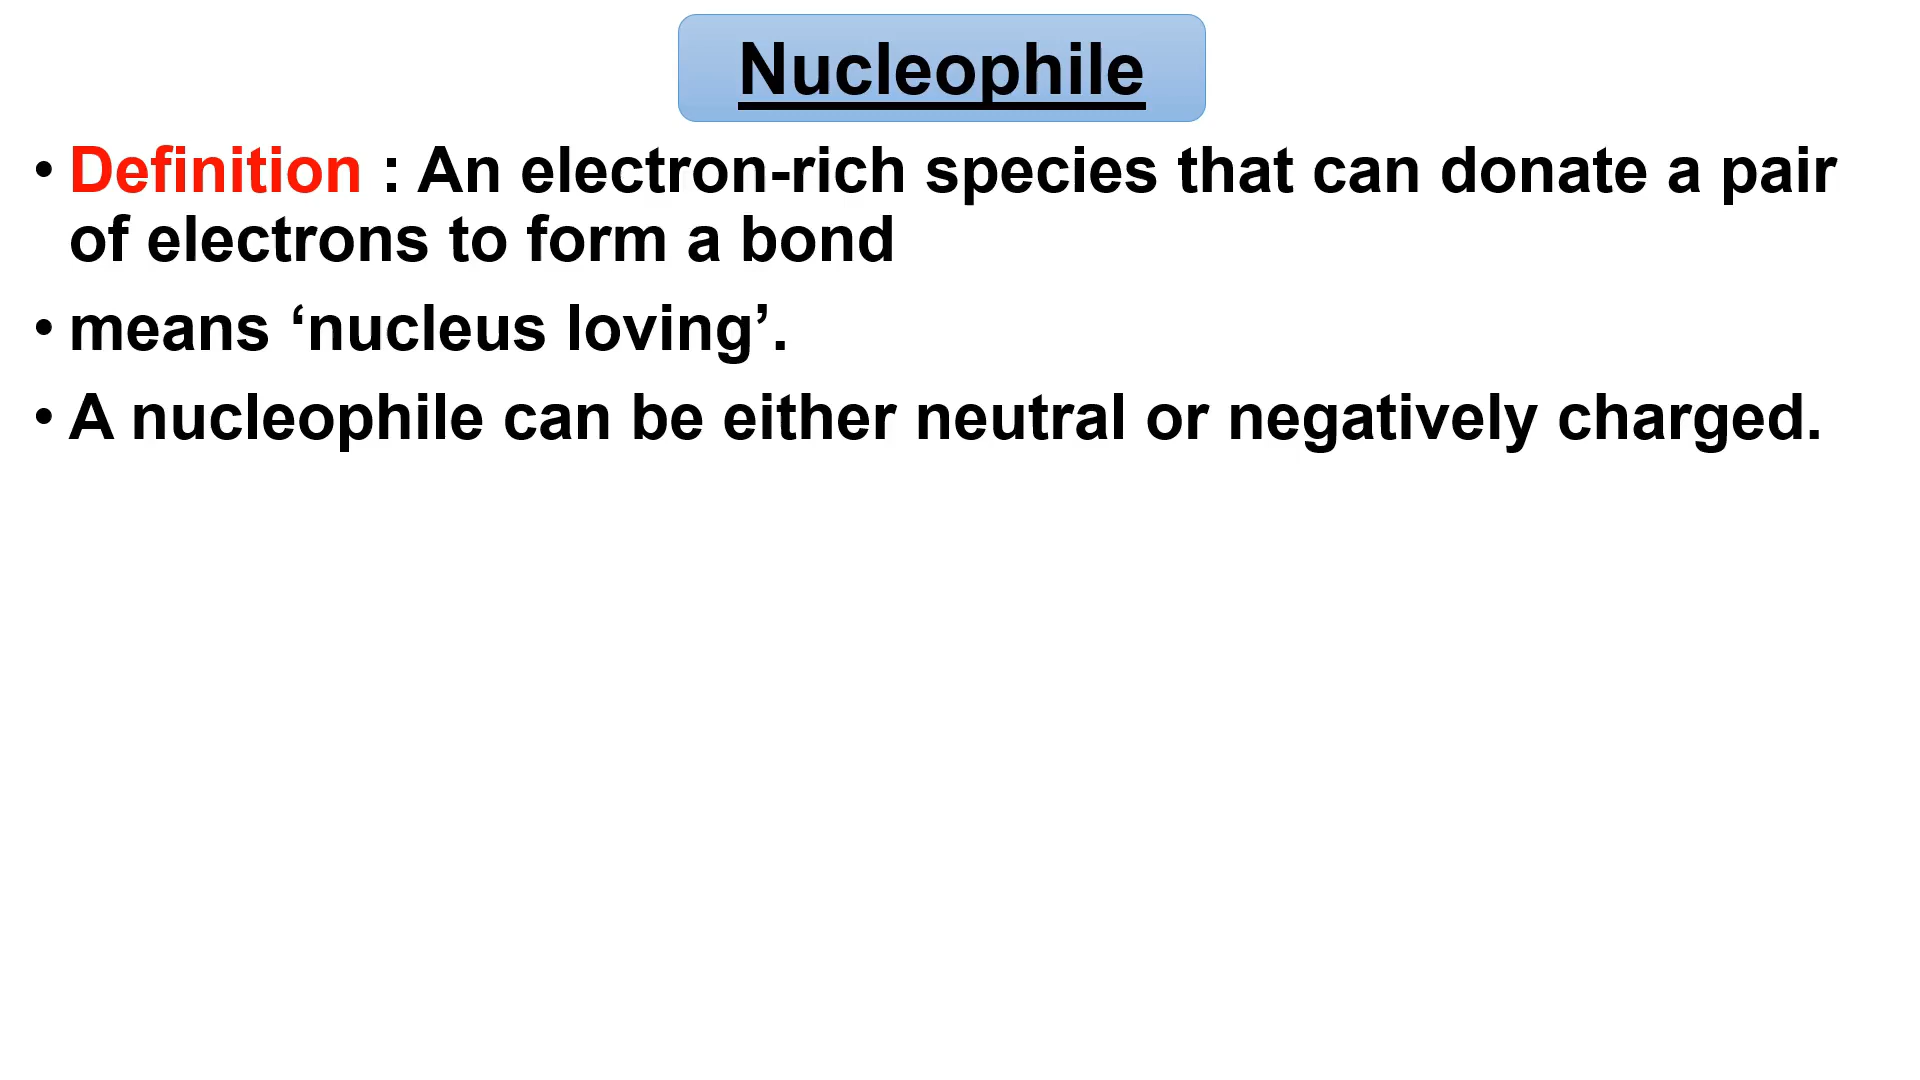 Nucleophile
• Definition : An electron-rich species that can donate a pair
of electrons to form a bond
• means ‘nucleus loving’.
• A nucleophile can be either neutral or negatively charged.